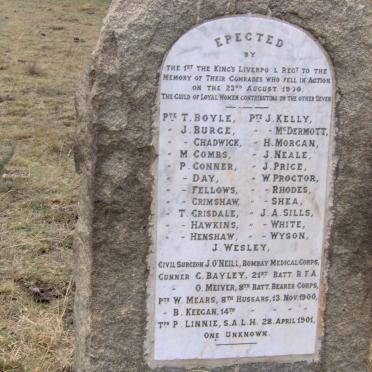 ERECTED
BY
THE 1ST THE KING'S LIVERPOOL REGT TO THE
MEMORY OF THEIR COMRADES WHO FELL IN ACTION
ON THE 23RD AUGUST 1900.
THE GUILD OF LOYAL WOMEN CONTRIBUTING THE OTHER SEVEN
PTE T. BOYLE, PTE J. KELLY,
" J. BURGE, " - MCDERMOTT,
" - CHADWICK, " H. MORGAN,
" M. COMBS, " J. NEALE,
" P. CONNER " J. PRICE,
" - DAY, " W. PROCTOR,
" - FELLOWS, " - RHODES,
" - CRIMSHAW, " - SHEA,
" T. CRISDALE, " J. A. SILLS,
" - HAWKINS, " - WHITE,
" - HENSHAW, " - WYSON,
J. WESLEY,
CIVIL SURGEON J. O'NEILL, BOMBAY MEDICAL CORPS,
GUNNER C. BAYLEY, 21ST BATT. R.F.A.
" O. MEIVER, 8TH BATT. BEARER CORPS,
PTE W. MEARS, 8TH HUSSARS, 13. NOV. 1900,
" B. KEEGAN, 14TH " " "
TPR P. LINNIE, S.A.L.H. 28. APRIL 1901,
ONE UNKNOWN.